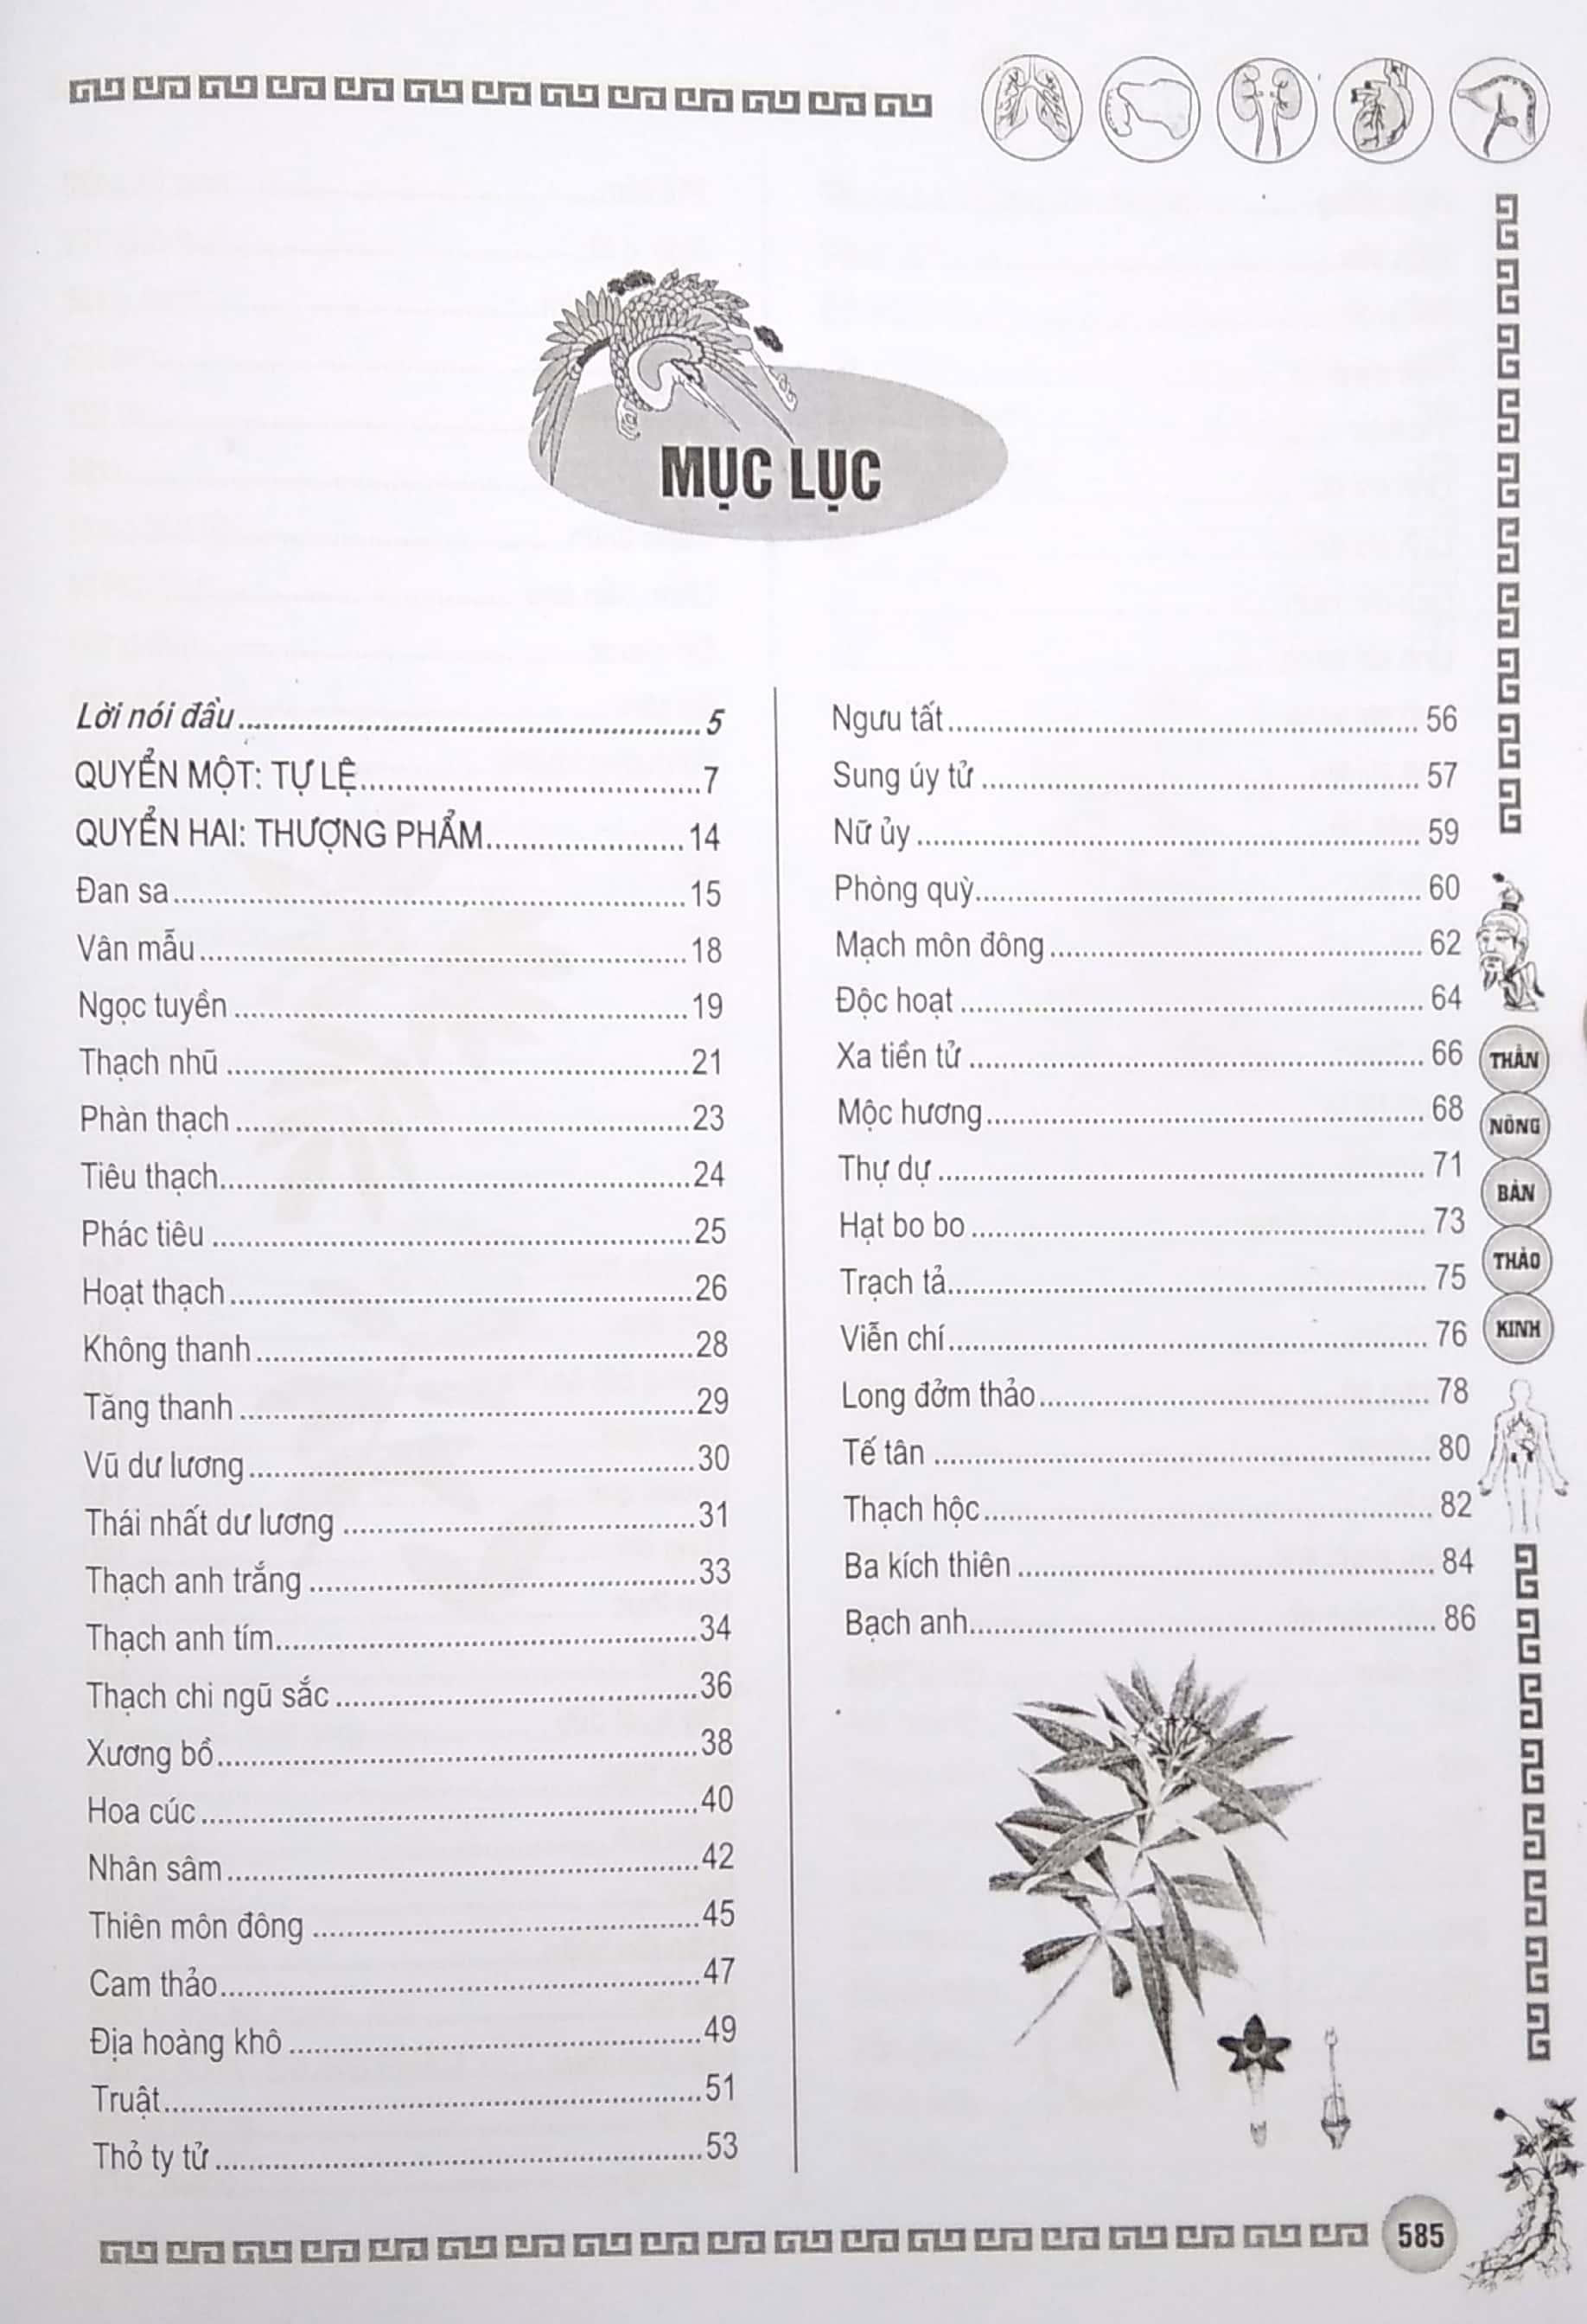 MỤC LỤC
Lời nói đầu 5
QUYỂN MỘT: TỰ LỆ 7
QUYỂN HAI: THƯỢNG PHẨM 14
Đan sa 15
Vân mẫu 18
Ngọc tuyền 19
Thạch nhũ 21
Phàn thạch 23
Tiêu thạch 24
Phác tiêu 25
Hoạt thạch 26
Không thanh 28
Tăng thanh 29
Vũ dư lương 30
Thái nhất dư lương 31
Thạch anh trắng 33
Thạch anh tím 34
Thạch chi ngũ sắc 36
Xương bồ 38
Hoa cúc 40
Nhân sâm 42
Thiên môn đông 45
Cam thảo 47
Địa hoàng khô 49
Truật 51
Thỏ ty tử 53
Ngưu tất 56
Sung úy tử 57
Nữ ủy 59
Phòng quỳ 60
Mạch môn đông 62
Độc hoạt 64
Xa tiền tử 66
Mộc hương 68
Thự dự 71
Hạt bo bo 73
Trạch tả 75
Viễn chí 76
Long đởm thảo 78
Tế tân 80
Thạch hộc 82
Ba kích thiên 84
Bạch anh 86
THẦN
NÔNG
BẢN
THẢO
KINH
585